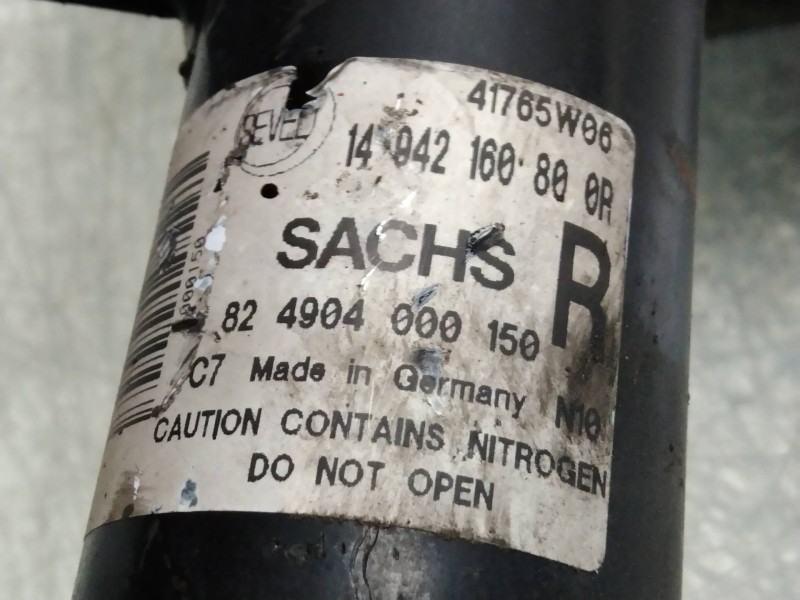 41765W06
SEVEL
14 942 160 80 0R
SACHS R
82 4904 000 150
000150
C7 Made in Germany N10
CAUTION CONTAINS NITROGEN
DO NOT OPEN